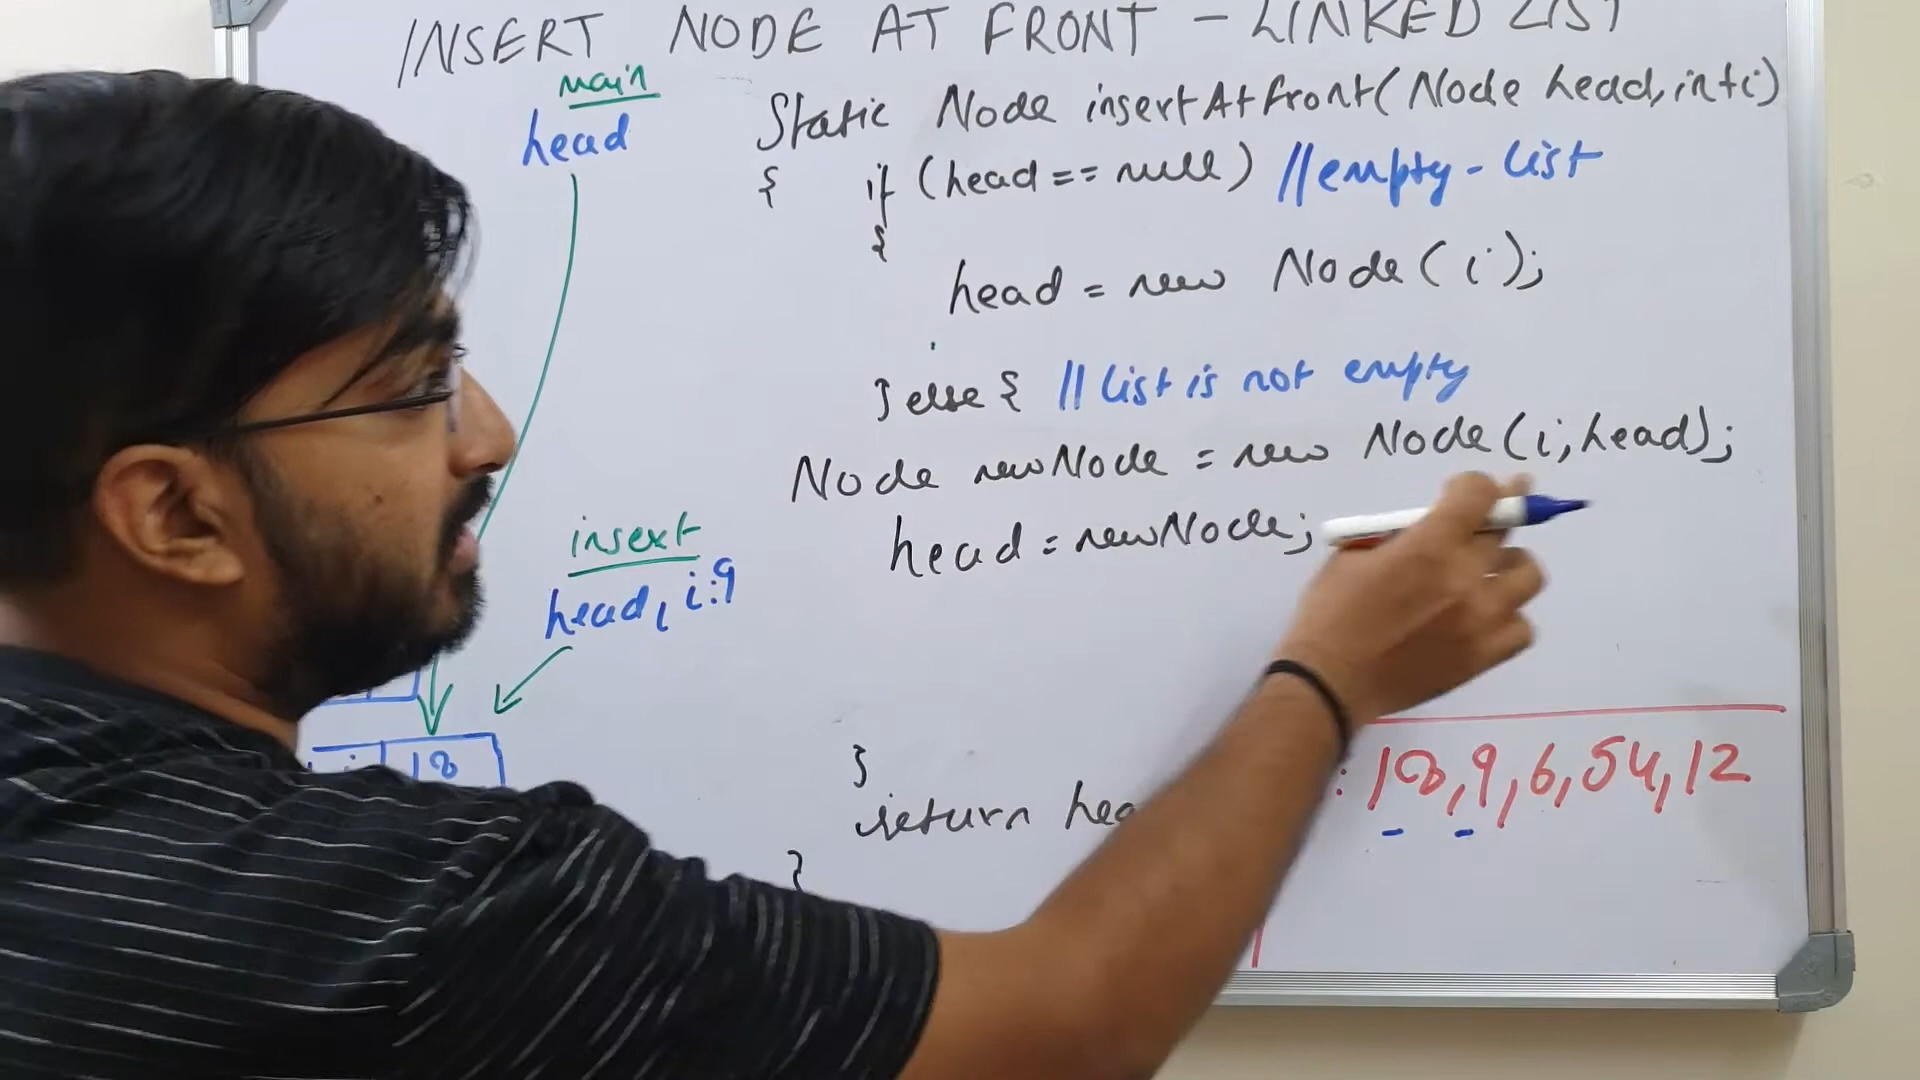 INSERT NODE AT FRONT - LINKED LIST
main
head
Static Node insertAtFront(Node head, int i)
{ if (head == null) //empty-list
{
head = new Node(i);
} else { //List is not empty
Node newNode = new Node(i, head);
head = newNode;
insert
head, i:9
18
}
return
}
: 18, 9, 6, 54, 12